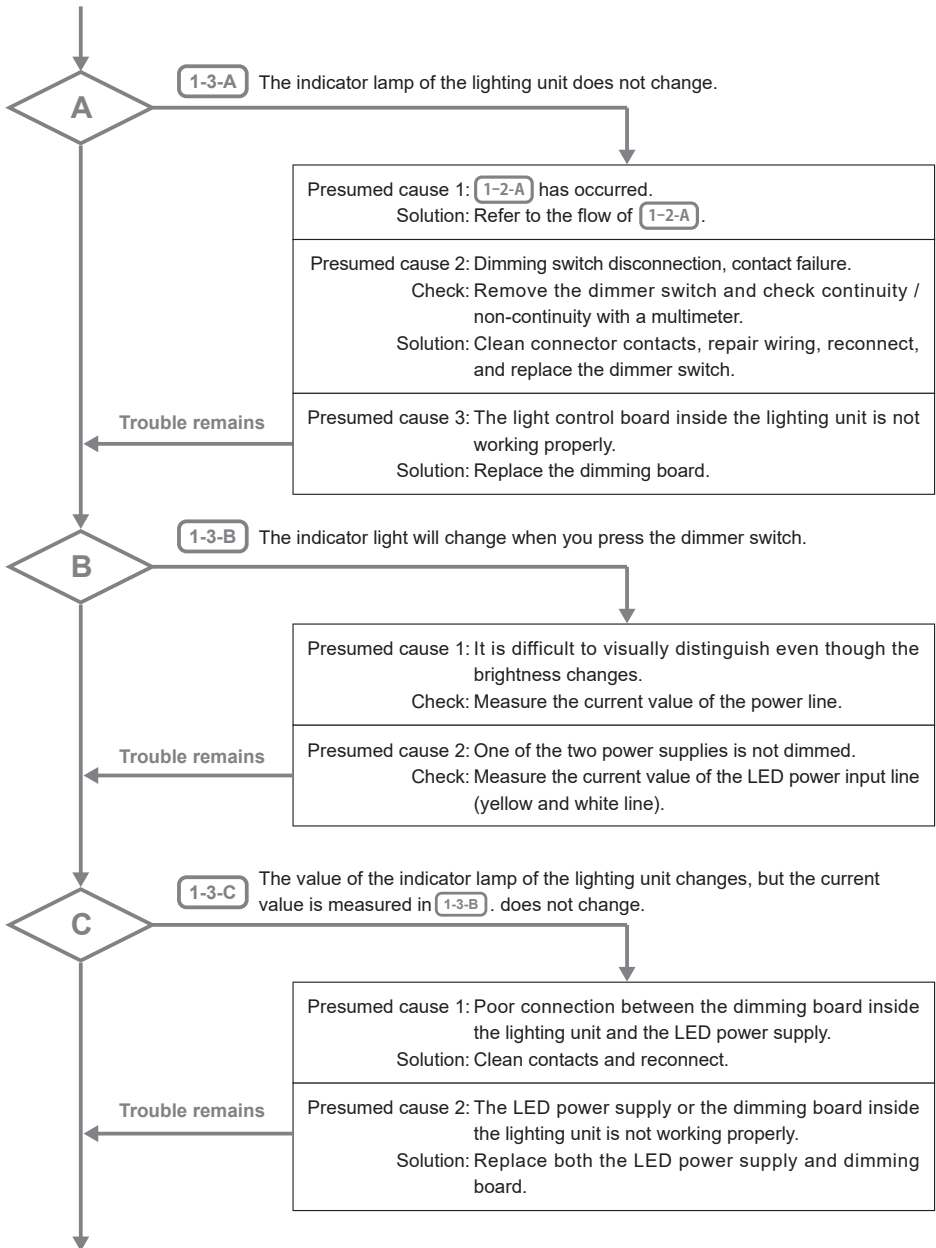 A
1-3-A The indicator lamp of the lighting unit does not change.
Presumed cause 1: 1-2-A has occurred.
Solution: Refer to the flow of 1-2-A.
Presumed cause 2: Dimming switch disconnection, contact failure.
Check: Remove the dimmer switch and check continuity /
non-continuity with a multimeter.
Solution: Clean connector contacts, repair wiring, reconnect,
and replace the dimmer switch.
Trouble remains
Presumed cause 3: The light control board inside the lighting unit is not
working properly.
Solution: Replace the dimming board.
B
1-3-B The indicator light will change when you press the dimmer switch.
Presumed cause 1: It is difficult to visually distinguish even though the
brightness changes.
Check: Measure the current value of the power line.
Trouble remains
Presumed cause 2: One of the two power supplies is not dimmed.
Check: Measure the current value of the LED power input line
(yellow and white line).
C
1-3-C The value of the indicator lamp of the lighting unit changes, but the current
value is measured in 1-3-B. does not change.
Presumed cause 1: Poor connection between the dimming board inside
the lighting unit and the LED power supply.
Solution: Clean contacts and reconnect.
Trouble remains
Presumed cause 2: The LED power supply or the dimming board inside
the lighting unit is not working properly.
Solution: Replace both the LED power supply and dimming
board.